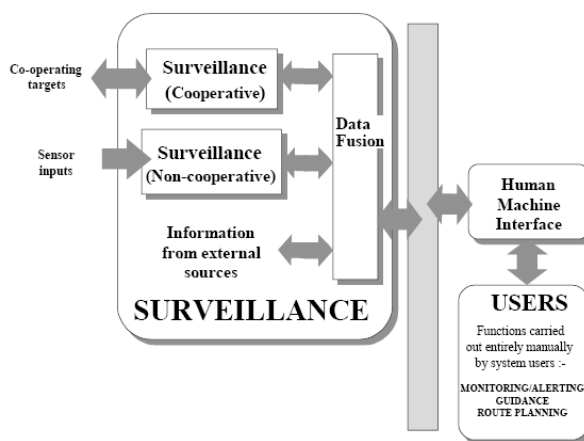 Co-operating
targets
Surveillance
(Cooperative)
Data
Fusion
Sensor
inputs
Surveillance
(Non-cooperative)
Information
from external
sources
SURVEILLANCE
Human
Machine
Interface
USERS
Functions carried
out entirely manually
by system users :-
MONITORING/ALERTING
GUIDANCE
ROUTE PLANNING